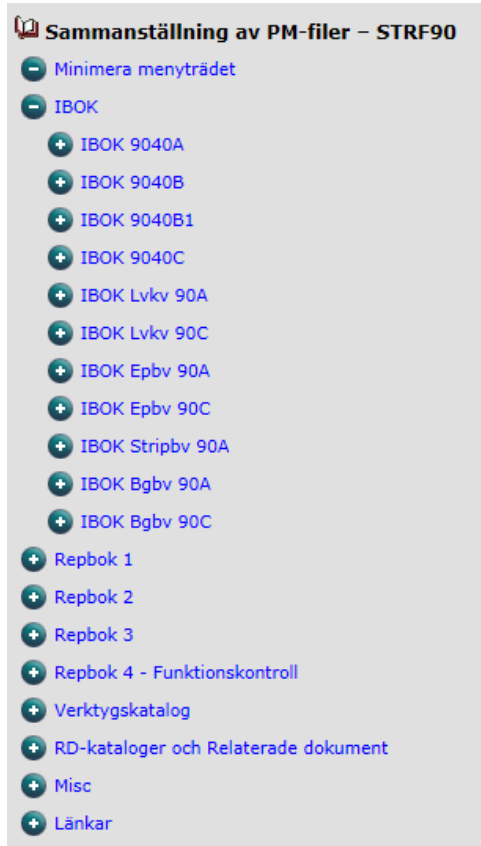 Sammanställning av PM-filer – STRF90
Minimera menyträdet
IBOK
IBOK 9040A
IBOK 9040B
IBOK 9040B1
IBOK 9040C
IBOK Lvkv 90A
IBOK Lvkv 90C
IBOK Epbv 90A
IBOK Epbv 90C
IBOK Stripbv 90A
IBOK Bgbv 90A
IBOK Bgbv 90C
Repbok 1
Repbok 2
Repbok 3
Repbok 4 - Funktionskontroll
Verktygskatalog
RD-kataloger och Relaterade dokument
Misc
Länkar